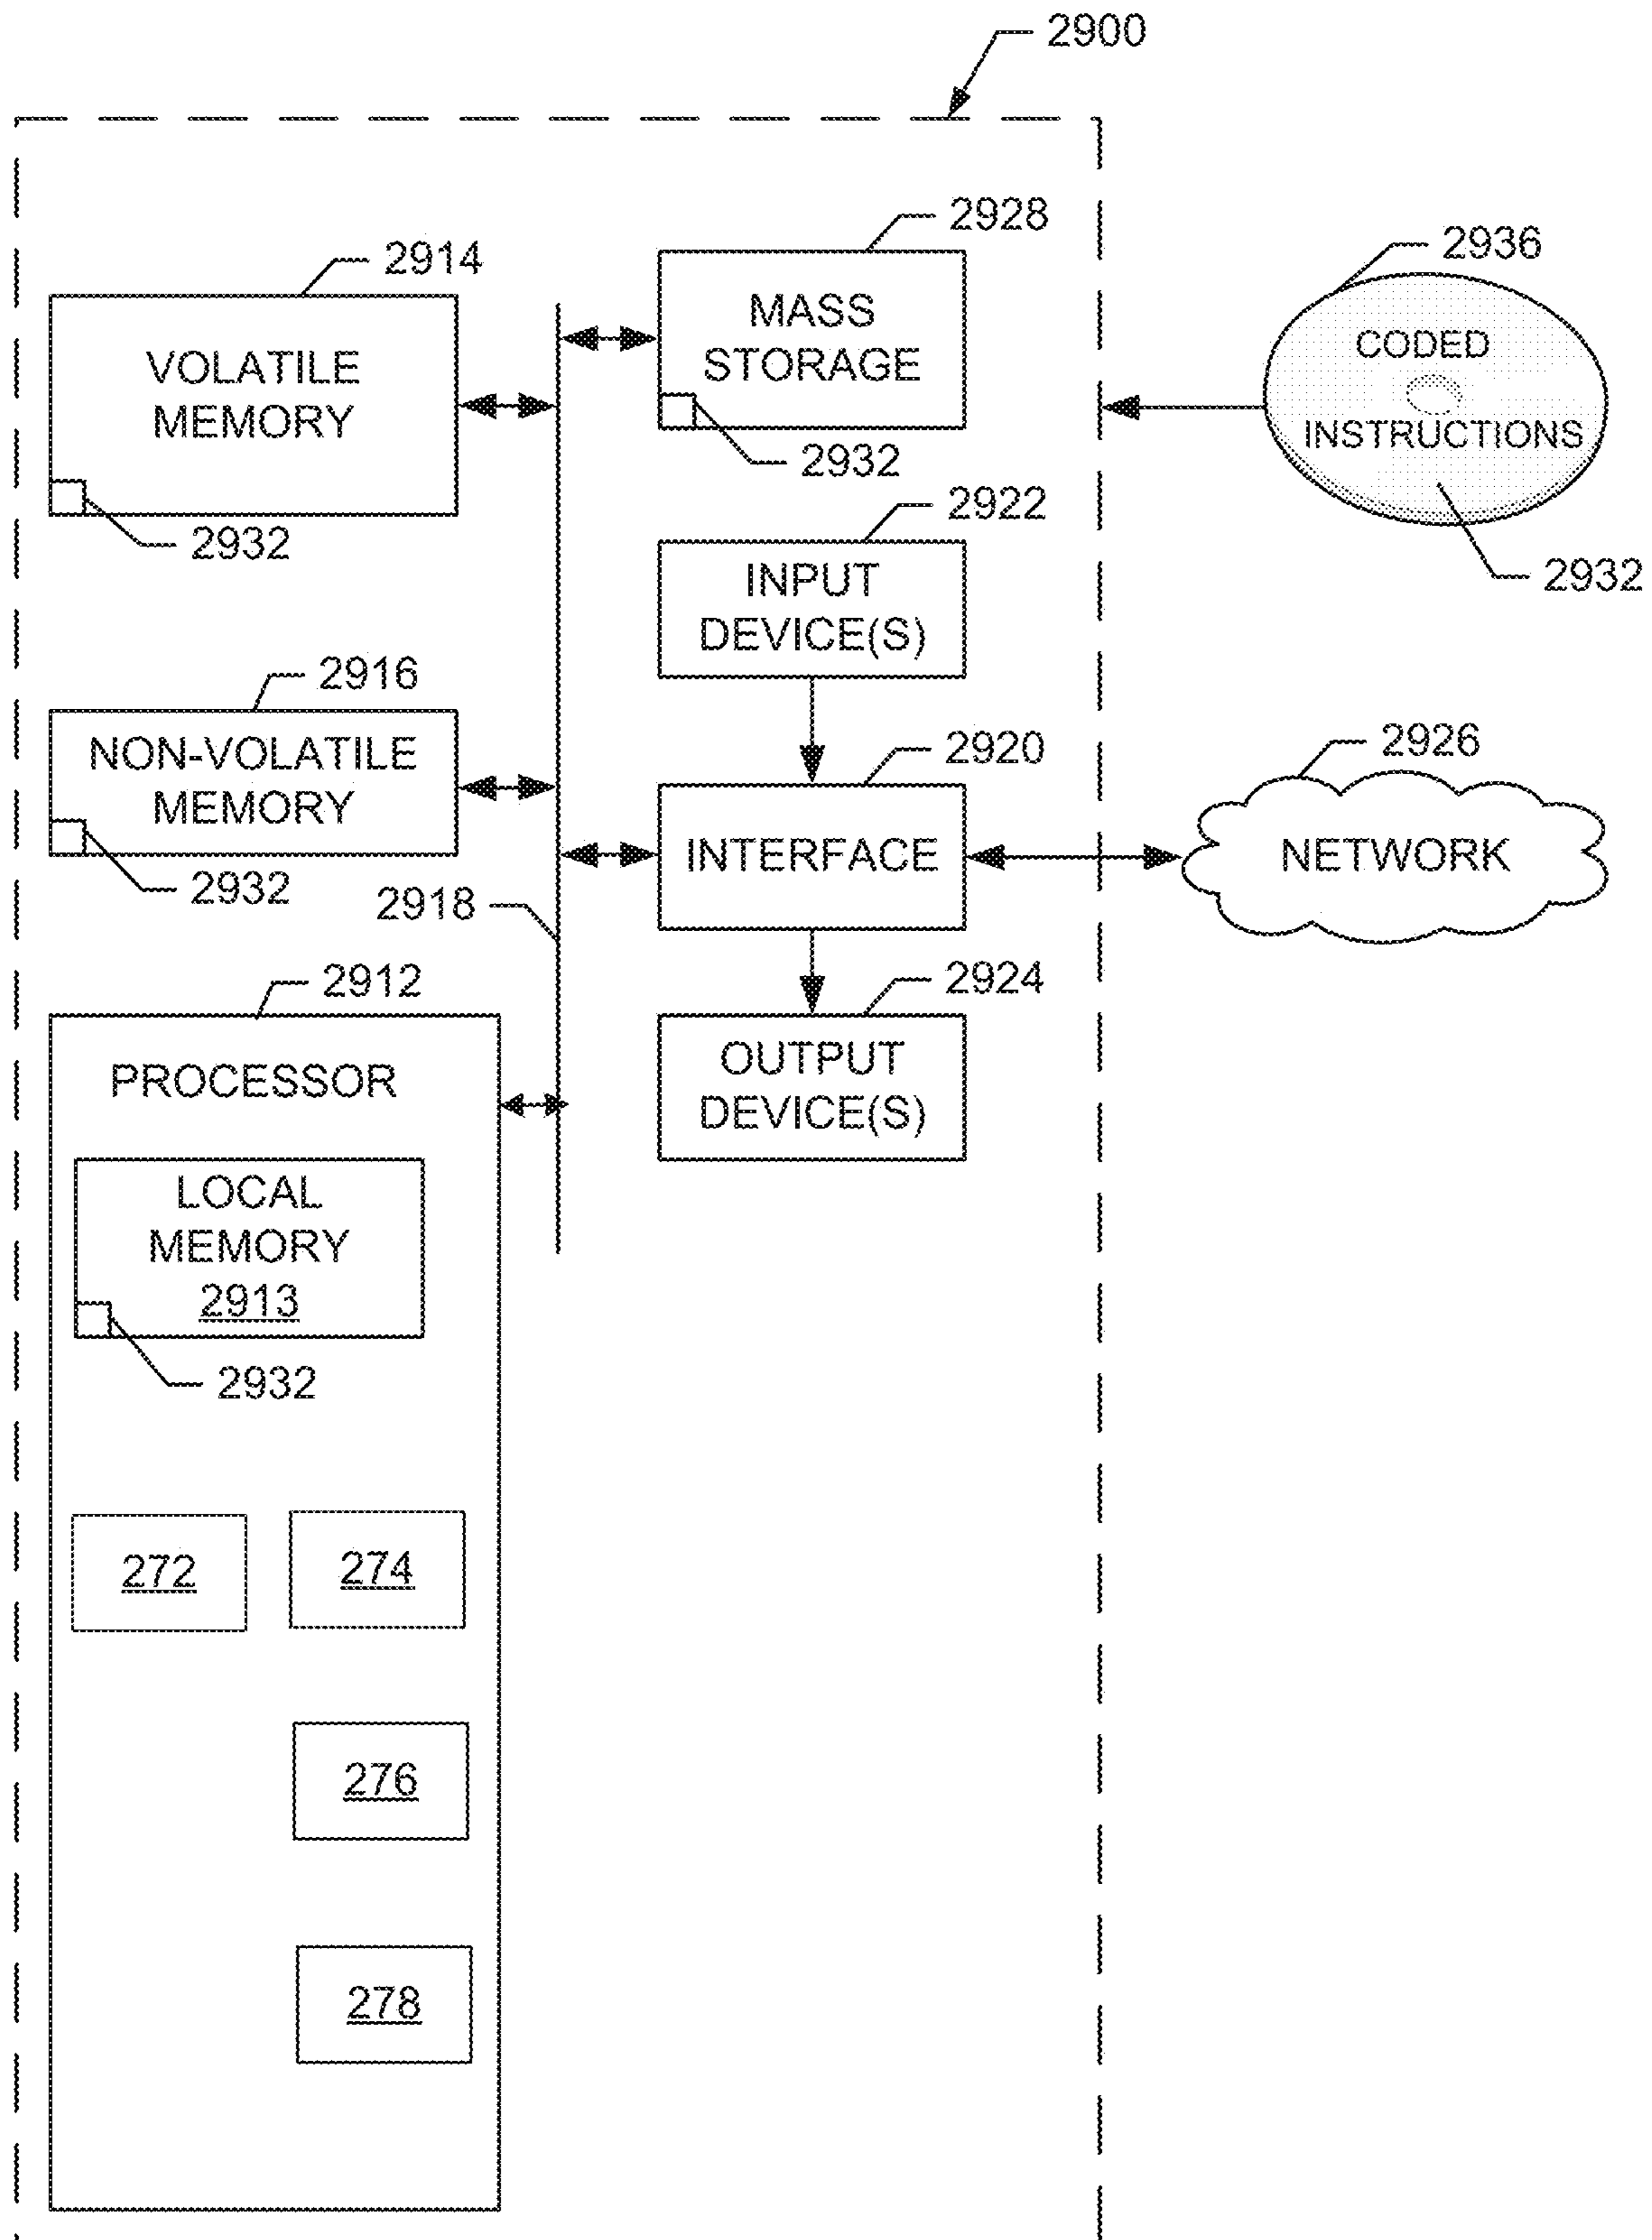 2900
2928
2914
2936
MASS
STORAGE
CODED
INSTRUCTIONS
VOLATILE
MEMORY
2932
2932
2922
2932
INPUT
DEVICE(S)
2916
2920
2926
NON-VOLATILE
MEMORY
INTERFACE
NETWORK
2932
2918
2912
2924
PROCESSOR
OUTPUT
DEVICE(S)
LOCAL
MEMORY
2913
2932
272
274
276
278